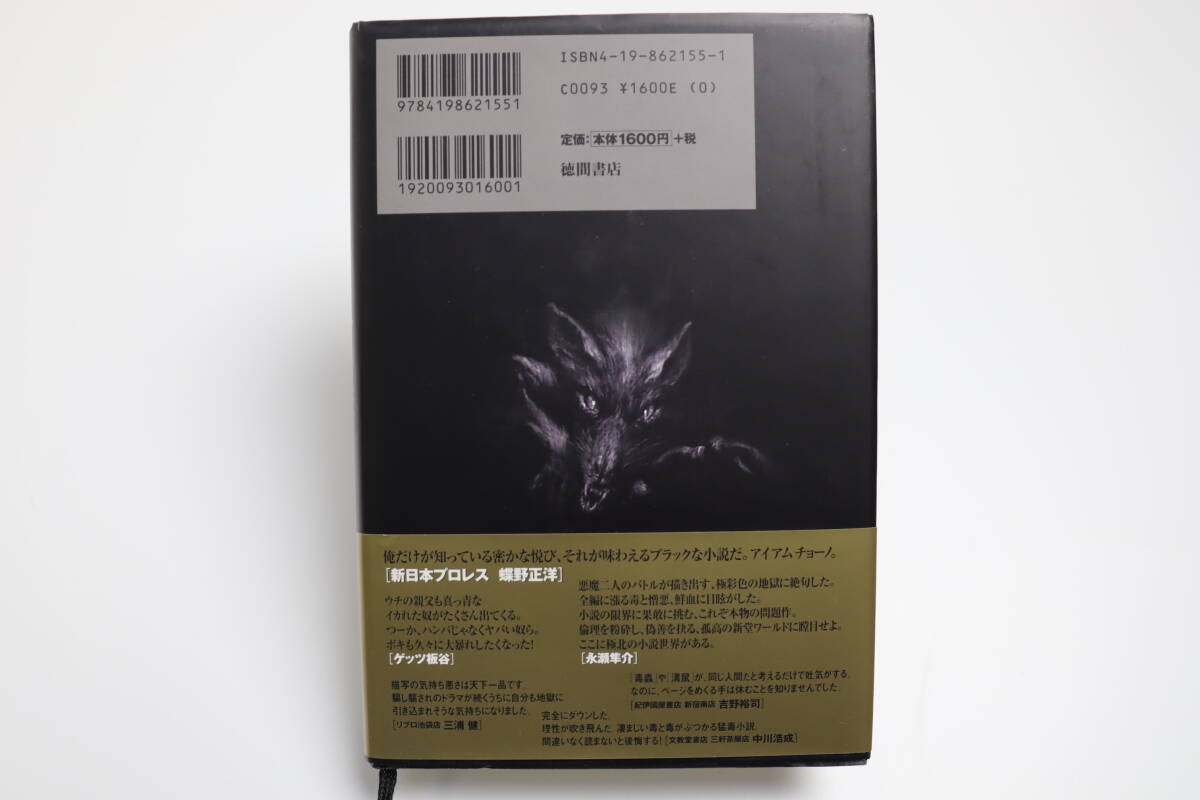 ISBN4-19-862155-1
9784198621551
C0093 ¥1600E (0)
定価:本体1600円+税
1920093016001
徳間書店
俺だけが知っている密かな悦び、それが味わえるブラックな小説だ。アイアムチョーノ。
[新日本プロレス 蝶野正洋]
ウチの親父も真っ青な
イカれた奴がたくさん出てくる。
つーか、ハンパじゃなくヤバい奴ら。
ボキも久々に大暴れしたくなった!
[ゲッツ板谷]
悪魔二人のバトルが描き出す、極彩色の地獄に絶句した。
全編に漲る毒と憎悪、鮮血に目眩がした。
小説の限界に果敢に挑む、これぞ本物の問題作。
倫理を粉砕し、偽善を抉る、孤高の新堂ワールドに瞠目せよ。
ここに極北の小説世界がある。
[永瀬隼介]
描写の気持ち悪さは天下一品です。
騙し騙されのドラマが続くうちに自分も地獄に
引き込まれそうな気持ちになりました。
[リブロ池袋店 三浦 健]
「毒蟲」や「溝鼠」が、同じ人間だと考えるだけで吐気がする。
なのに、ページをめくる手は休むことを知りませんでした。
[紀伊國屋書店 新宿南店 吉野裕司]
完全にダウンした。
理性が吹き飛んだ。凄まじい毒と毒がぶつかる猛毒小説。
間違いなく読まないと後悔する!
[文教堂書店 三軒茶屋店 中川浩成]